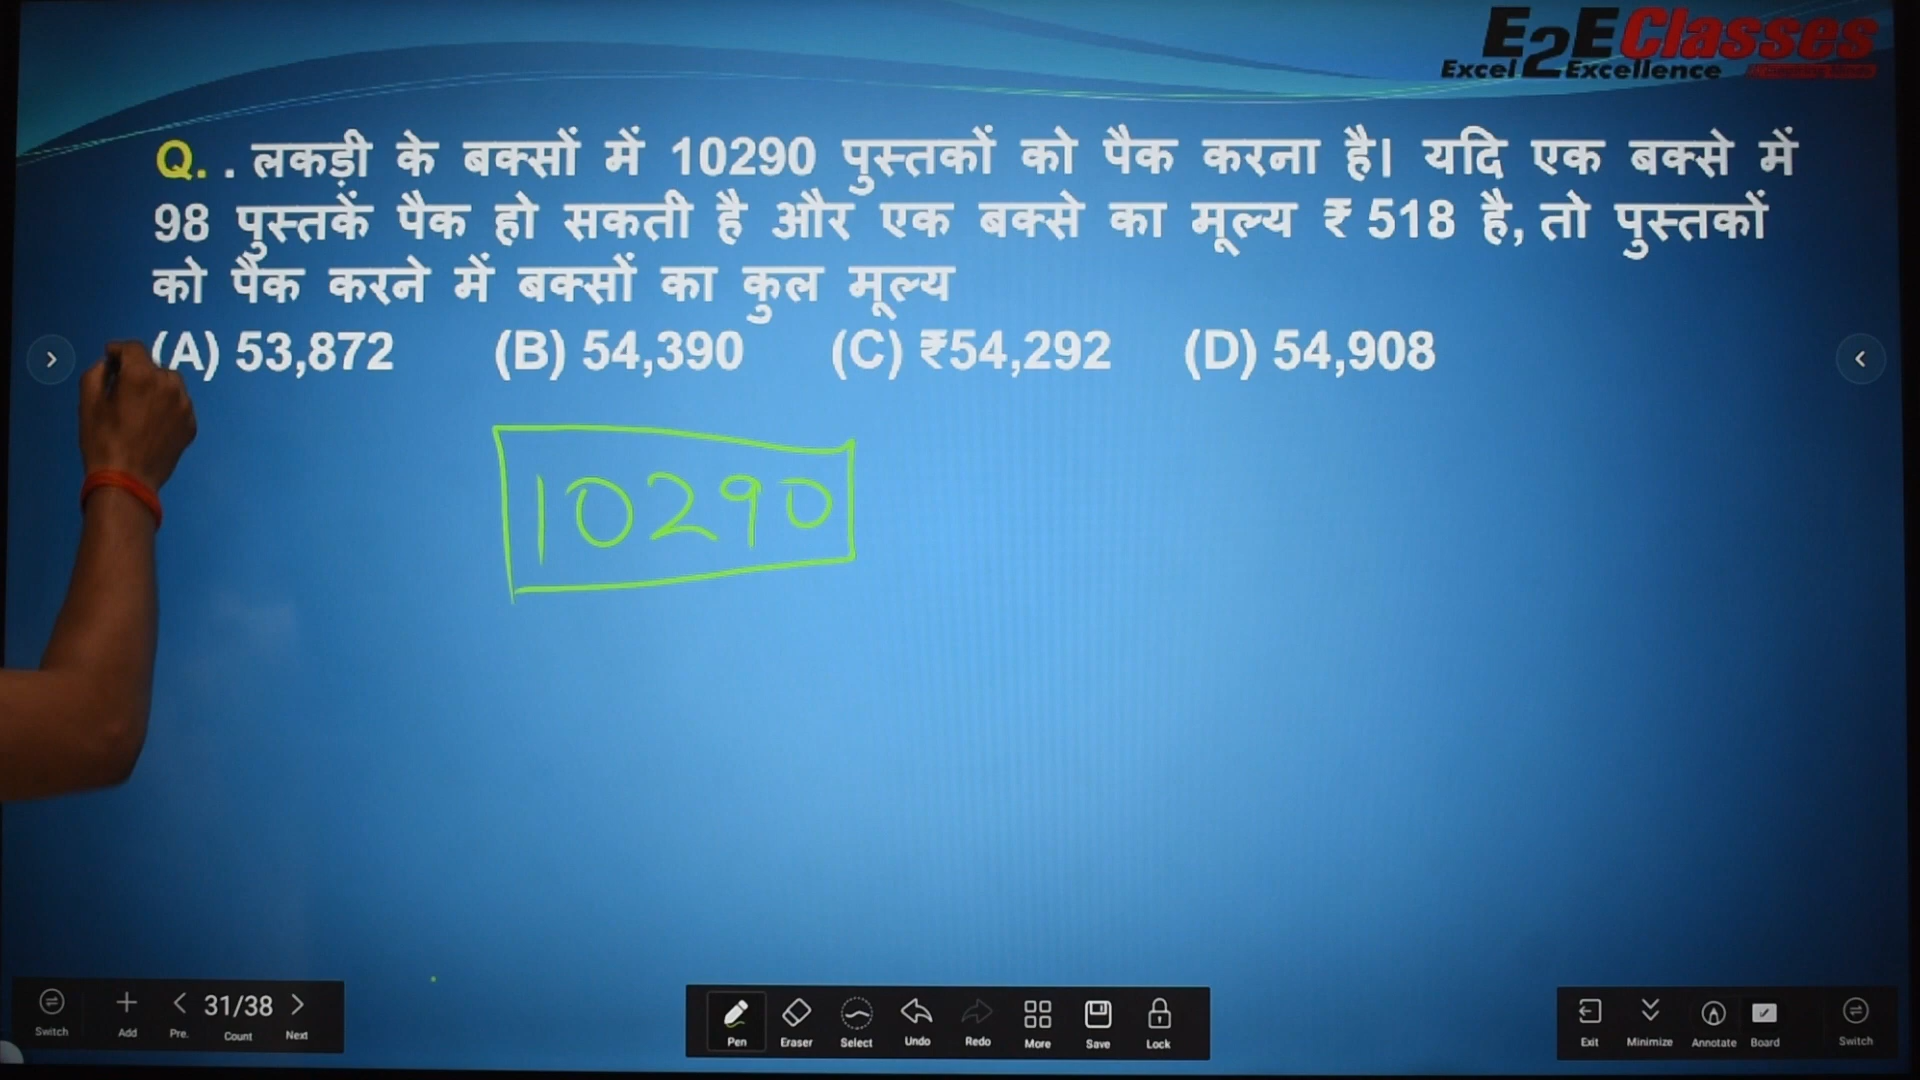 E2E Classes
Excel 2 Excellence
Q. . लकड़ी के बक्सों में 10290 पुस्तकों को पैक करना है। यदि एक बक्से में
98 पुस्तकें पैक हो सकती है और एक बक्से का मूल्य ₹ 518 है, तो पुस्तकों
को पैक करने में बक्सों का कुल मूल्य
(A) 53,872 (B) 54,390 (C) ₹54,292 (D) 54,908
10290
31/38
Switch Add Pre. Count Next Pen Eraser Select Undo Redo More Save Lock Exit Minimize Annotate Board Switch